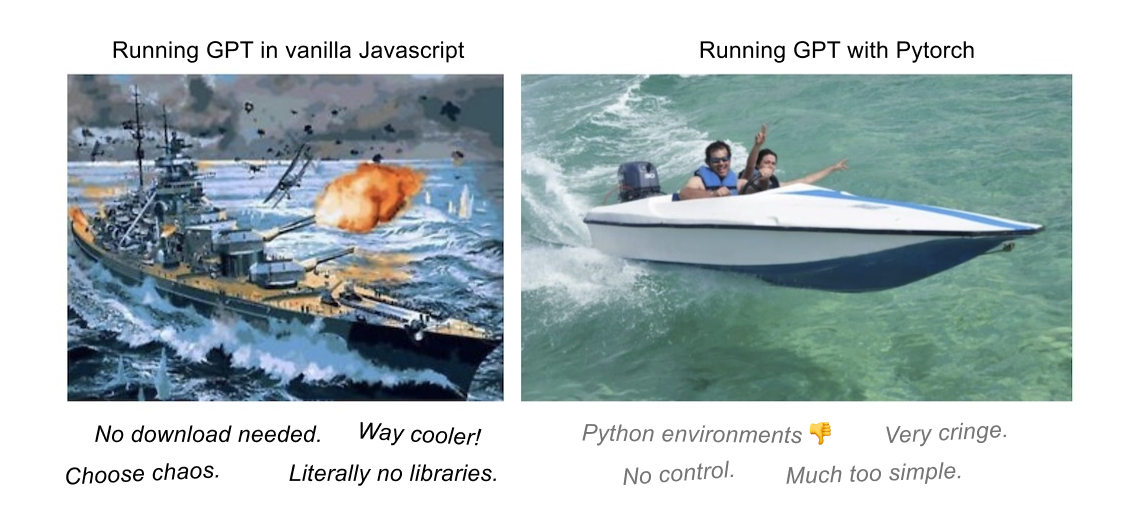 Running GPT in vanilla Javascript
Running GPT with Pytorch
No download needed.
Way cooler!
Choose chaos.
Literally no libraries.
Python environments 👎
Very cringe.
No control.
Much too simple.